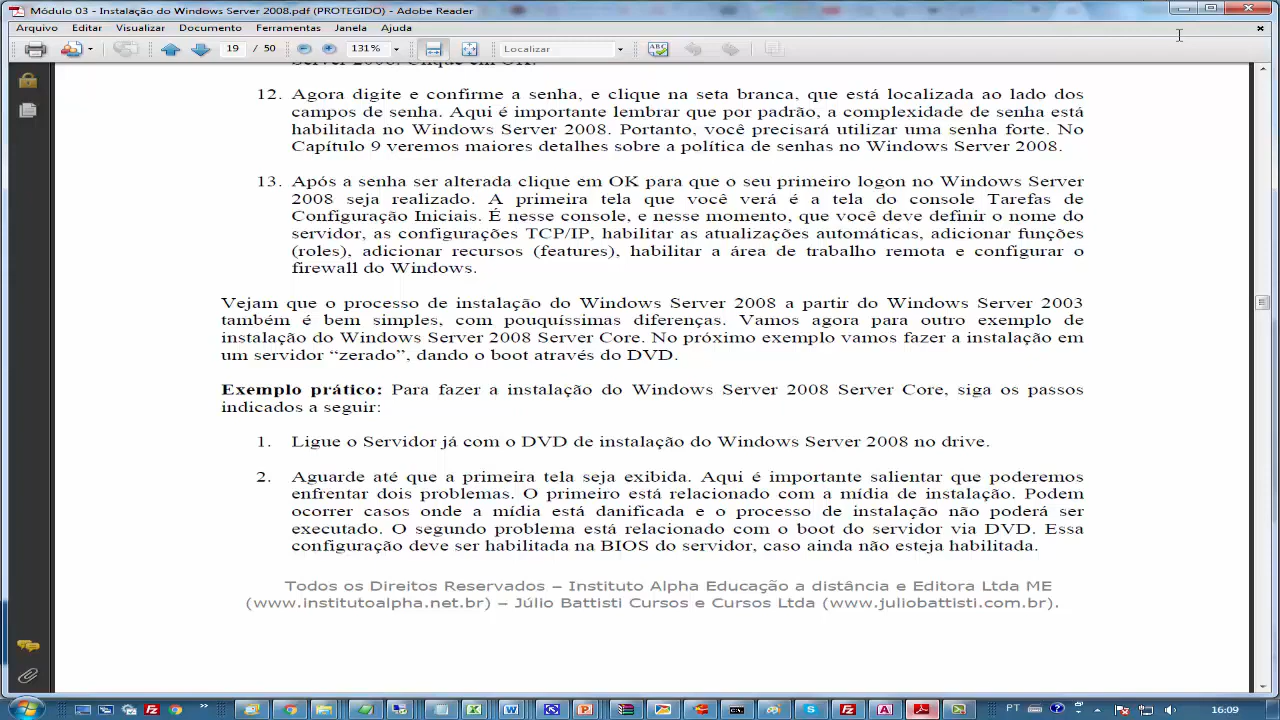 Módulo 03 - Instalação do Windows Server 2008.pdf (PROTEGIDO) - Adobe Reader
Arquivo Editar Visualizar Documento Ferramentas Janela Ajuda
19 / 50 131% Localizar
Server 2008. Clique em OK.
12. Agora digite e confirme a senha, e clique na seta branca, que está localizada ao lado dos
campos de senha. Aqui é importante lembrar que por padrão, a complexidade de senha está
habilitada no Windows Server 2008. Portanto, você precisará utilizar uma senha forte. No
Capítulo 9 veremos maiores detalhes sobre a política de senhas no Windows Server 2008.
13. Após a senha ser alterada clique em OK para que o seu primeiro logon no Windows Server
2008 seja realizado. A primeira tela que você verá é a tela do console Tarefas de
Configuração Iniciais. É nesse console, e nesse momento, que você deve definir o nome do
servidor, as configurações TCP/IP, habilitar as atualizações automáticas, adicionar funções
(roles), adicionar recursos (features), habilitar a área de trabalho remota e configurar o
firewall do Windows.
Vejam que o processo de instalação do Windows Server 2008 a partir do Windows Server 2003
também é bem simples, com pouquíssimas diferenças. Vamos agora para outro exemplo de
instalação do Windows Server 2008 Server Core. No próximo exemplo vamos fazer a instalação em
um servidor “zerado”, dando o boot através do DVD.
Exemplo prático: Para fazer a instalação do Windows Server 2008 Server Core, siga os passos
indicados a seguir:
1. Ligue o Servidor já com o DVD de instalação do Windows Server 2008 no drive.
2. Aguarde até que a primeira tela seja exibida. Aqui é importante salientar que poderemos
enfrentar dois problemas. O primeiro está relacionado com a mídia de instalação. Podem
ocorrer casos onde a mídia está danificada e o processo de instalação não poderá ser
executado. O segundo problema está relacionado com o boot do servidor via DVD. Essa
configuração deve ser habilitada na BIOS do servidor, caso ainda não esteja habilitada.
Todos os Direitos Reservados – Instituto Alpha Educação a distância e Editora Ltda ME
(www.institutoalpha.net.br) – Júlio Battisti Cursos e Cursos Ltda (www.juliobattisti.com.br).
PT 16:09